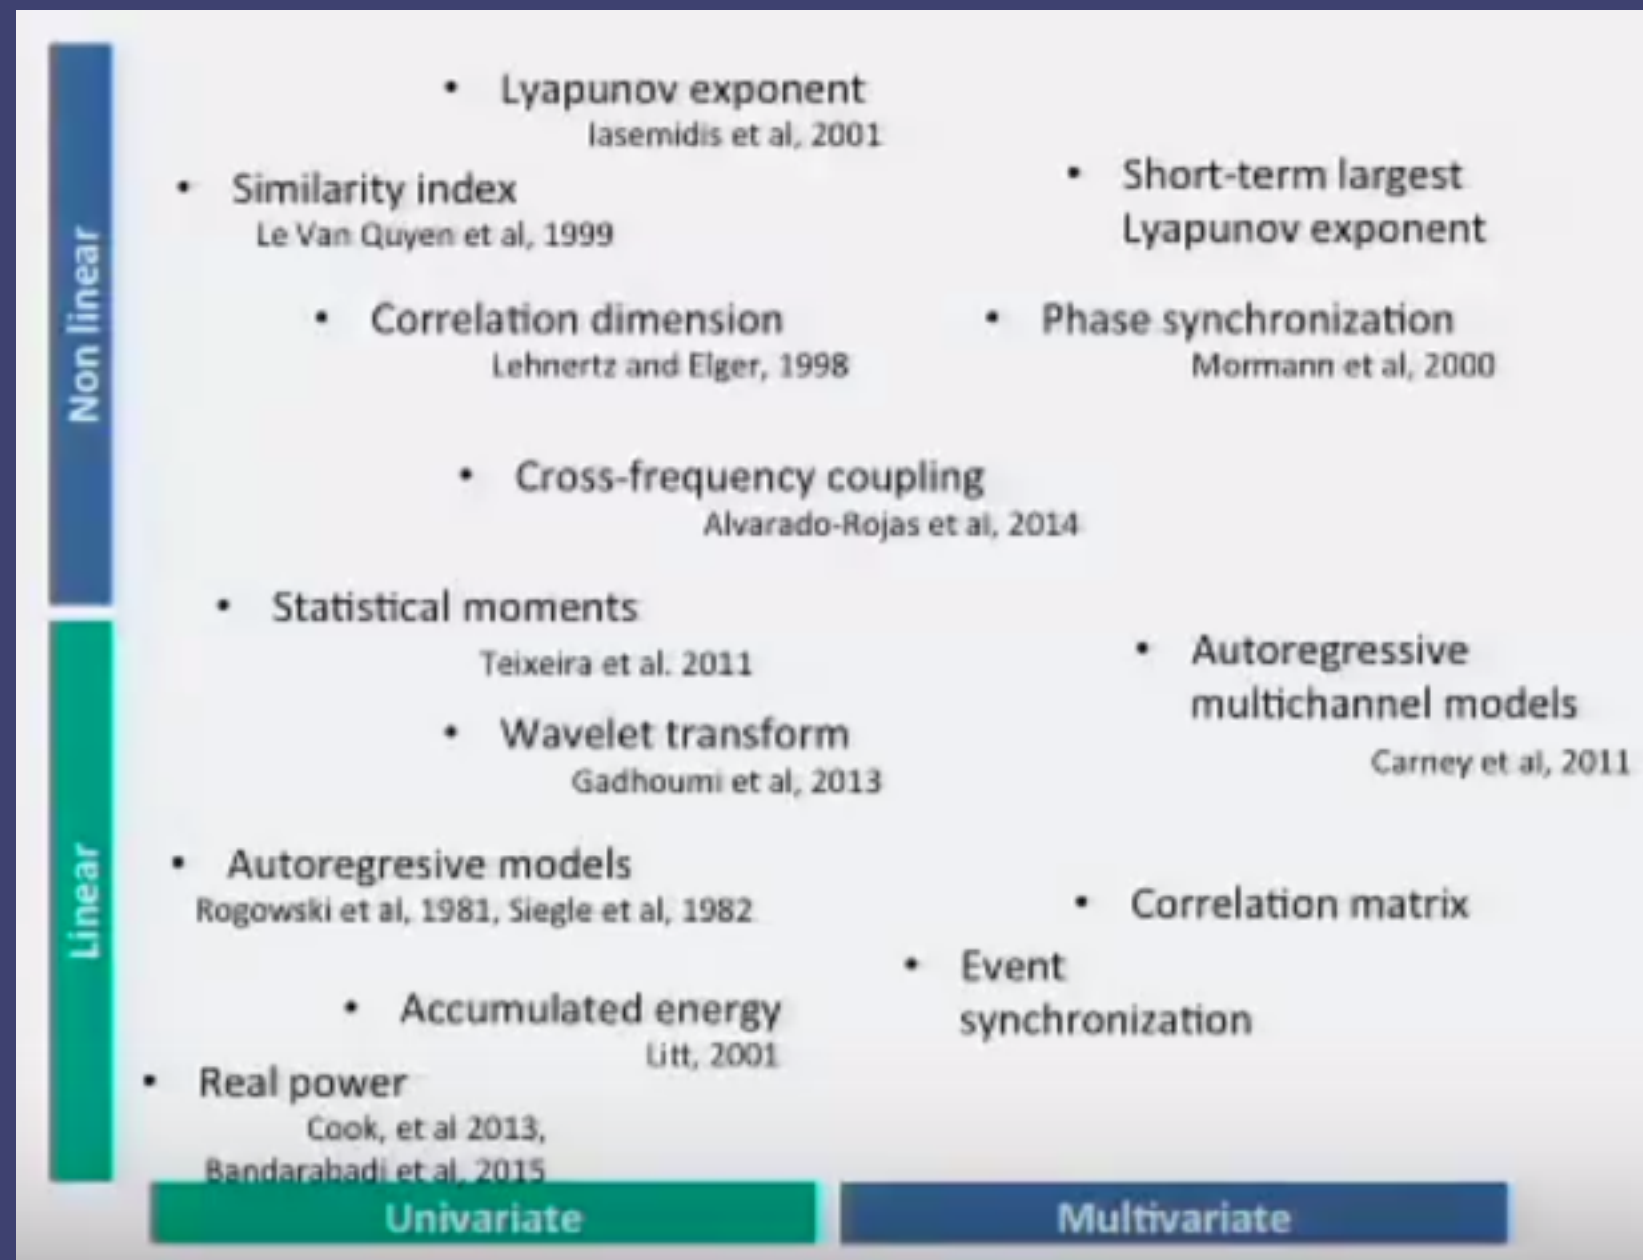 Non linear
• Lyapunov exponent
Iasemidis et al, 2001
• Similarity index
Le Van Quyen et al, 1999
• Short-term largest
Lyapunov exponent
• Correlation dimension
Lehnertz and Elger, 1998
• Phase synchronization
Mormann et al, 2000
• Cross-frequency coupling
Alvarado-Rojas et al, 2014
Linear
• Statistical moments
Teixeira et al. 2011
• Autoregressive
multichannel models
Carney et al, 2011
• Wavelet transform
Gadhoumi et al, 2013
• Autoregresive models
Rogowski et al, 1981, Siegle et al, 1982
• Correlation matrix
• Event
synchronization
• Accumulated energy
Litt, 2001
• Real power
Cook, et al 2013,
Bandarabadi et al, 2015
Univariate
Multivariate